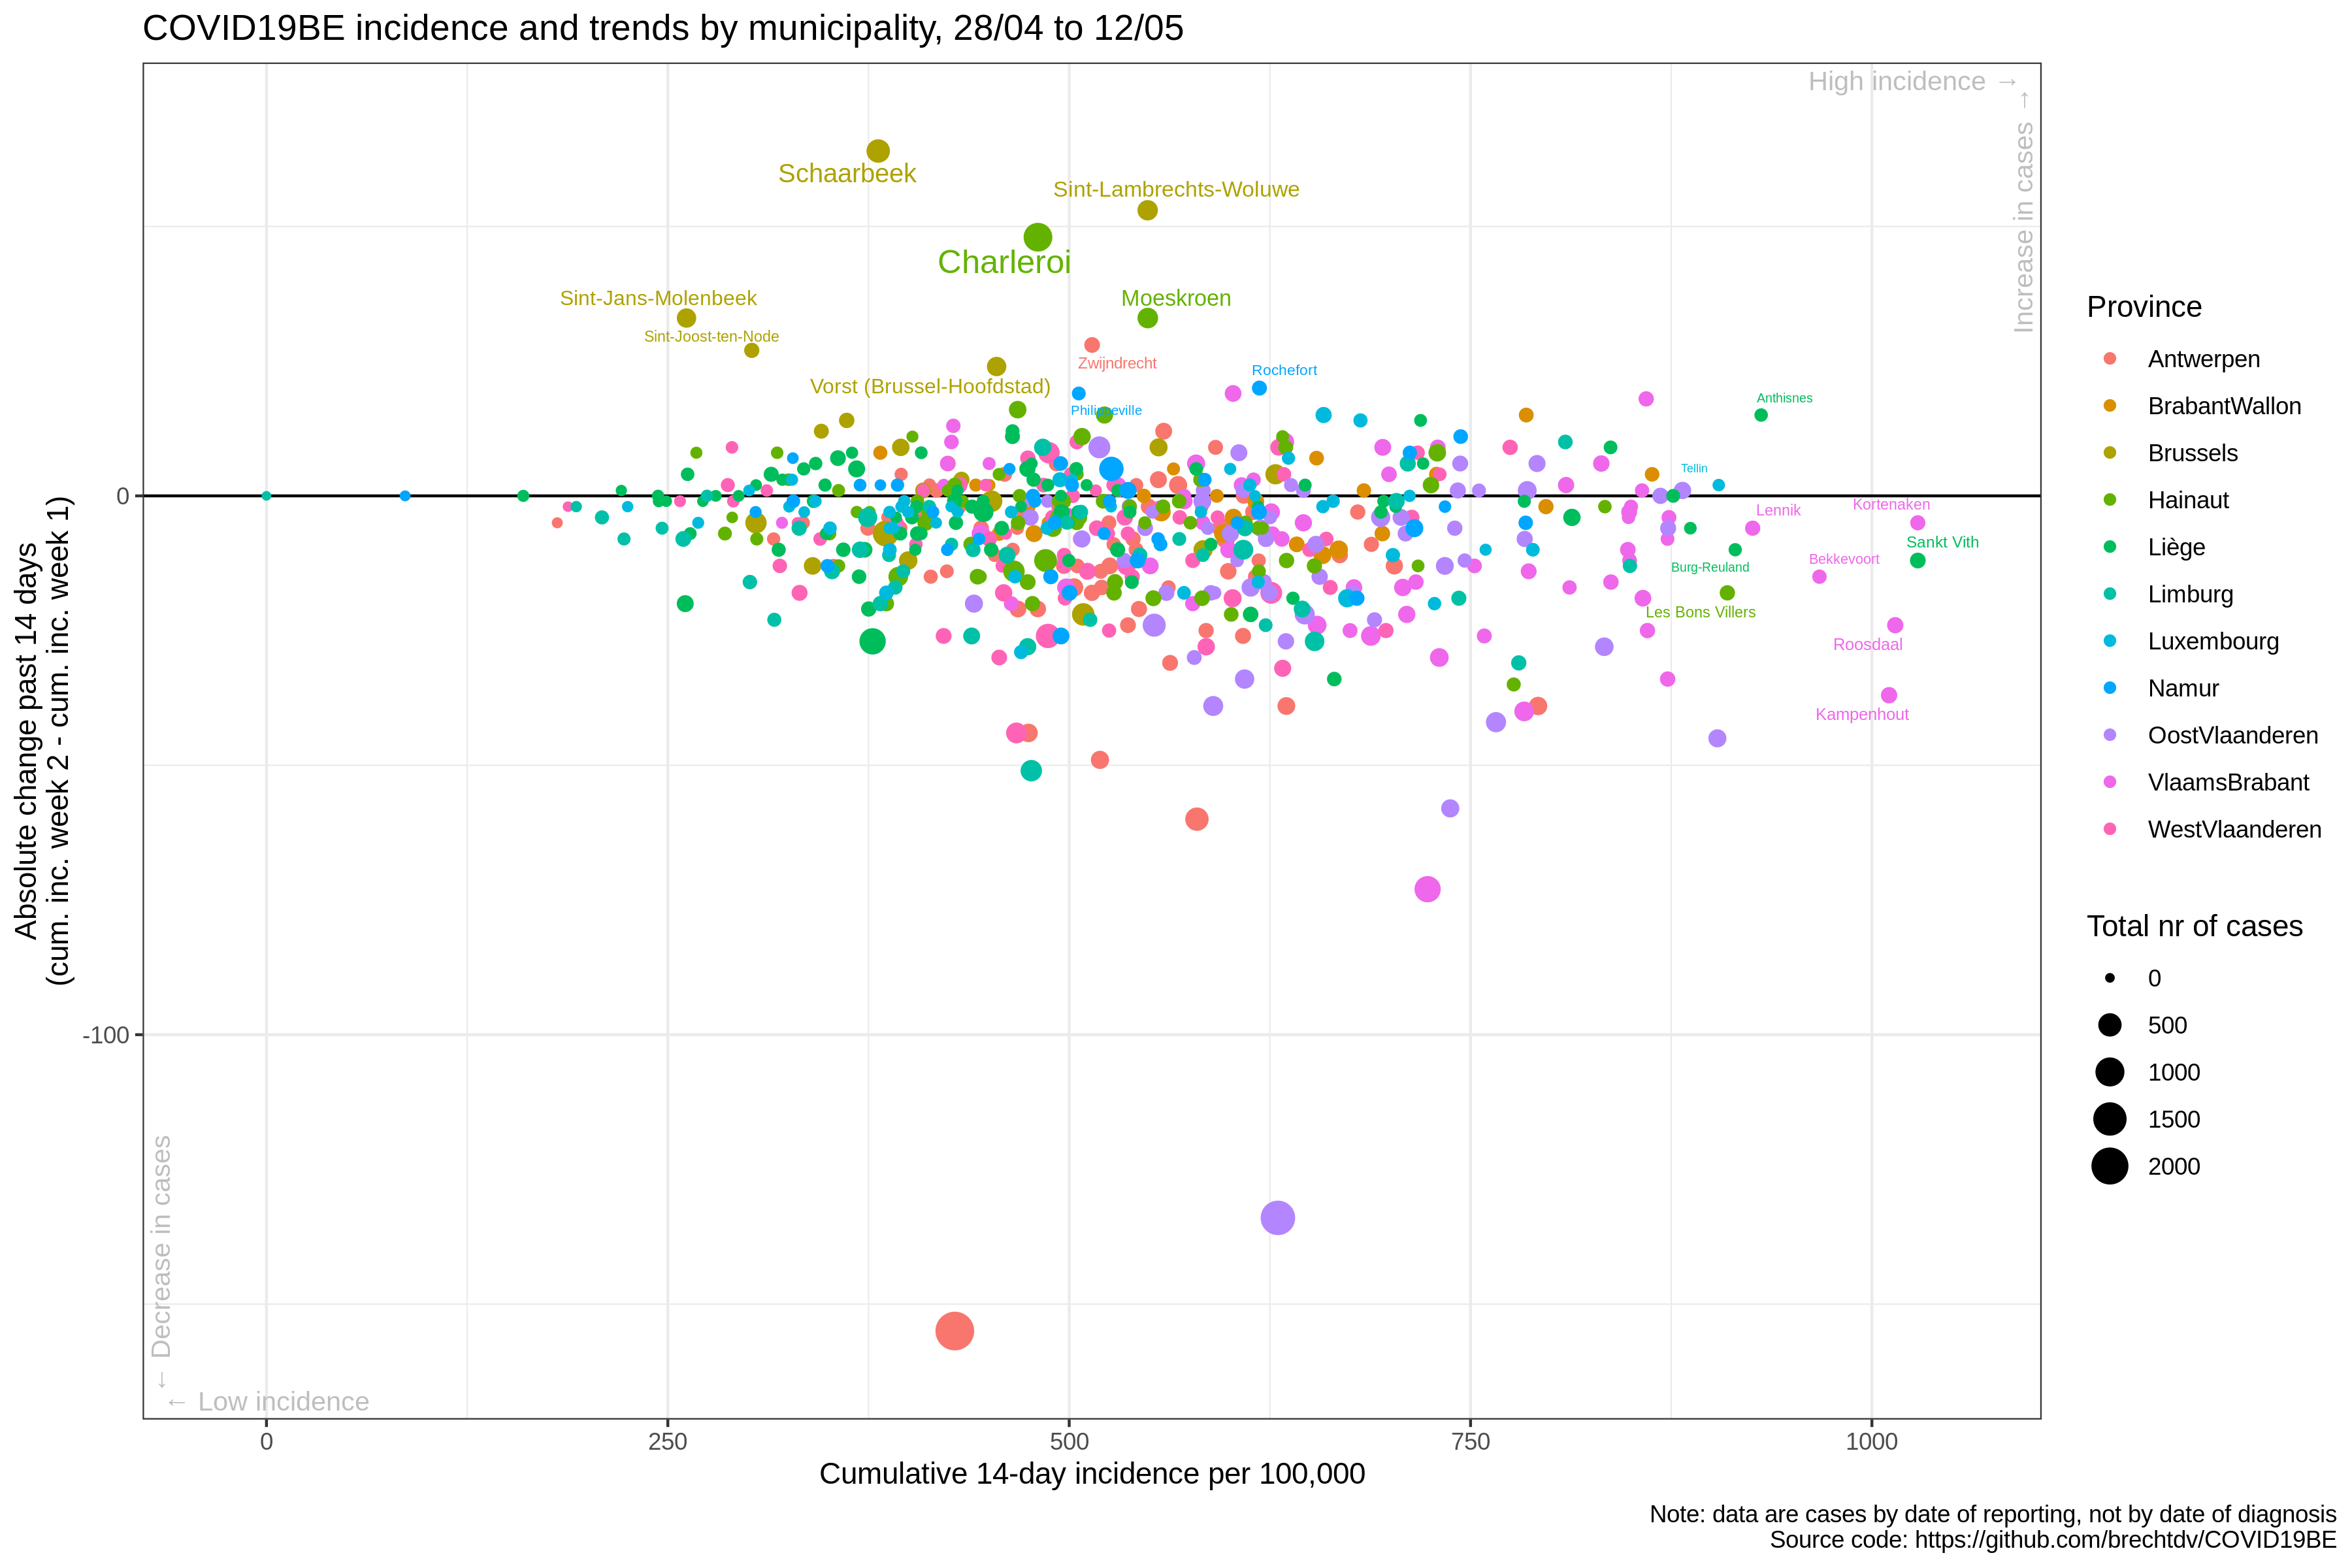 COVID19BE incidence and trends by municipality, 28/04 to 12/05
High incidence →
Increase in cases →
Schaarbeek
Sint-Lambrechts-Woluwe
Charleroi
Sint-Jans-Molenbeek
Moeskroen
Sint-Joost-ten-Node
Zwijndrecht
Rochefort
Vorst (Brussel-Hoofdstad)
Philippeville
Anthisnes
Tellin
Kortenaken
Lennik
Sankt Vith
Bekkevoort
Burg-Reuland
Les Bons Villers
Roosdaal
Kampenhout
0
-100
Absolute change past 14 days
(cum. inc. week 2 - cum. inc. week 1)
← Decrease in cases
← Low incidence
0
250
500
750
1000
Cumulative 14-day incidence per 100,000
Province
Antwerpen
BrabantWallon
Brussels
Hainaut
Liège
Limburg
Luxembourg
Namur
OostVlaanderen
VlaamsBrabant
WestVlaanderen
Total nr of cases
0
500
1000
1500
2000
Note: data are cases by date of reporting, not by date of diagnosis
Source code: https://github.com/brechtdv/COVID19BE